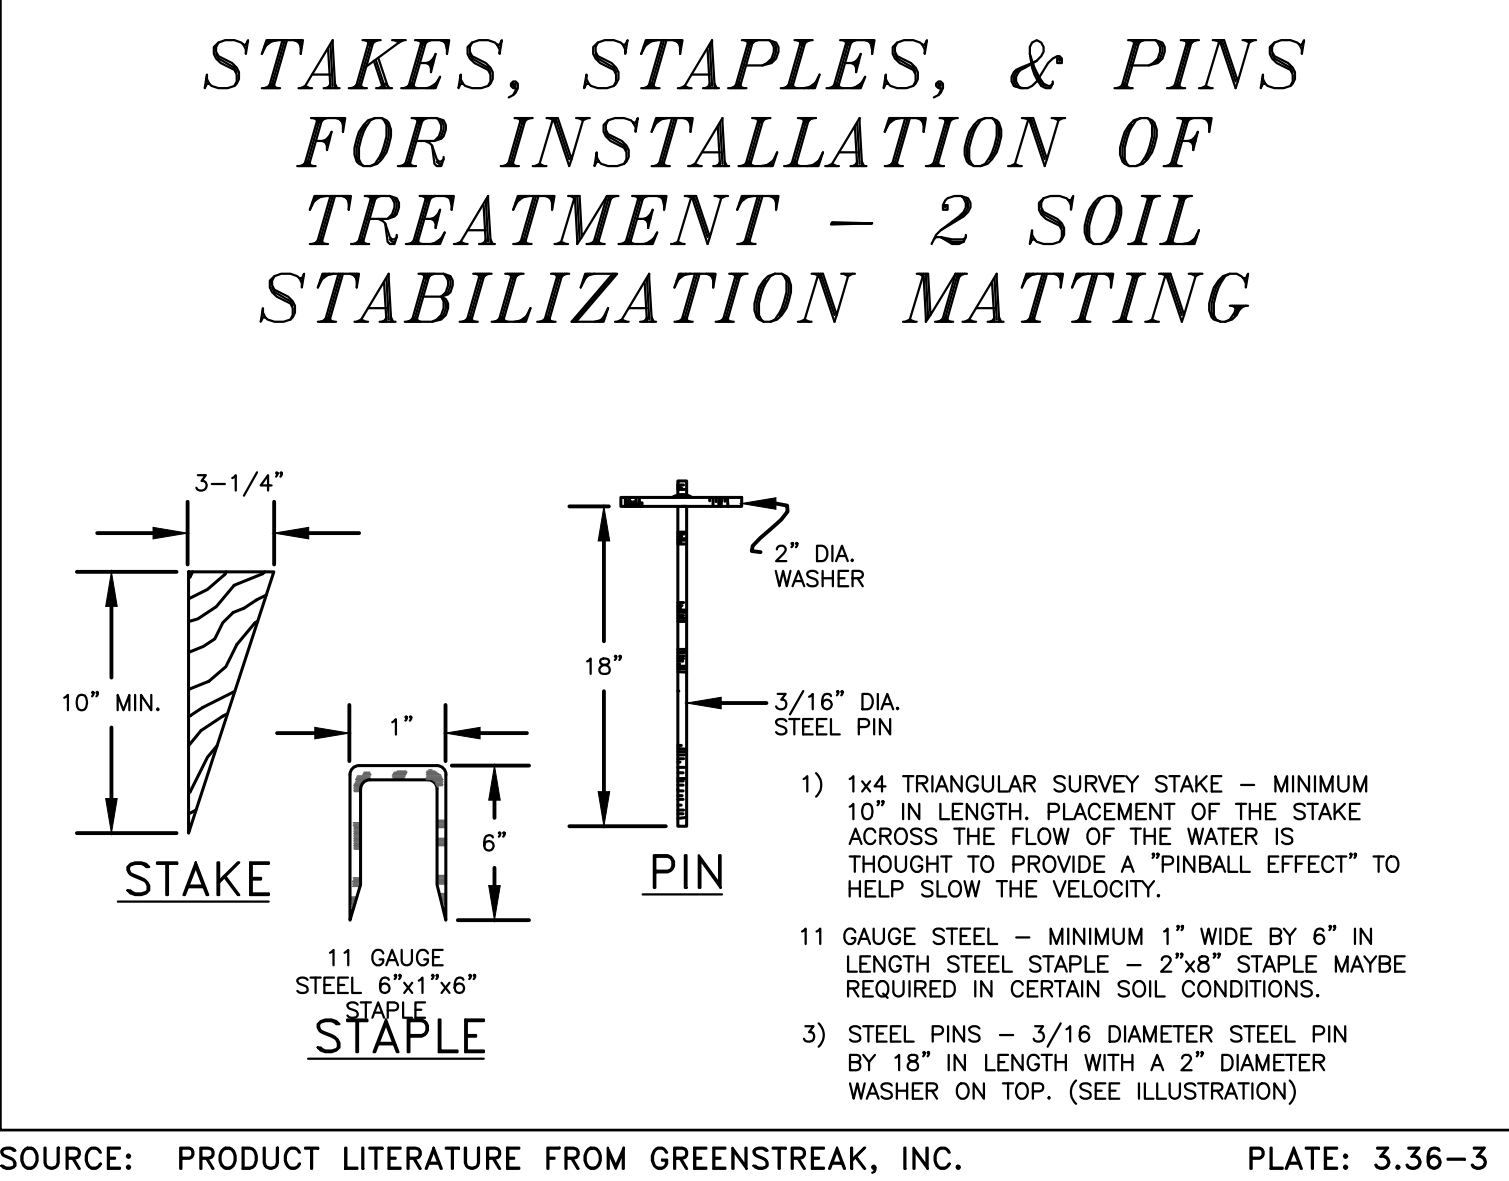 STAKES, STAPLES, & PINS
FOR INSTALLATION OF
TREATMENT – 2 SOIL
STABILIZATION MATTING
3–1/4"
10" MIN.
STAKE
1"
6"
11 GAUGE
STEEL 6"x1"x6"
STAPLE
STAPLE
18"
2" DIA.
WASHER
3/16" DIA.
STEEL PIN
PIN
1) 1x4 TRIANGULAR SURVEY STAKE – MINIMUM
10" IN LENGTH. PLACEMENT OF THE STAKE
ACROSS THE FLOW OF THE WATER IS
THOUGHT TO PROVIDE A "PINBALL EFFECT" TO
HELP SLOW THE VELOCITY.
11 GAUGE STEEL – MINIMUM 1" WIDE BY 6" IN
LENGTH STEEL STAPLE – 2"x8" STAPLE MAYBE
REQUIRED IN CERTAIN SOIL CONDITIONS.
3) STEEL PINS – 3/16 DIAMETER STEEL PIN
BY 18" IN LENGTH WITH A 2" DIAMETER
WASHER ON TOP. (SEE ILLUSTRATION)
SOURCE: PRODUCT LITERATURE FROM GREENSTREAK, INC.
PLATE: 3.36–3